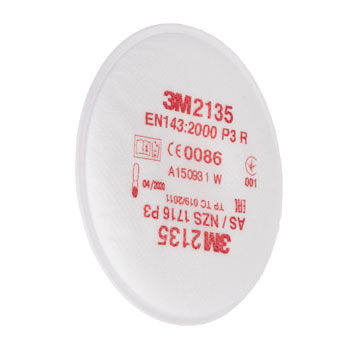 3M 2135
EN143:2000 P3 R
CE 0086
A150931 W
001
04/2020
EAC
TP TC 019/2011
AS / NZS 1716 P3
3M 2135